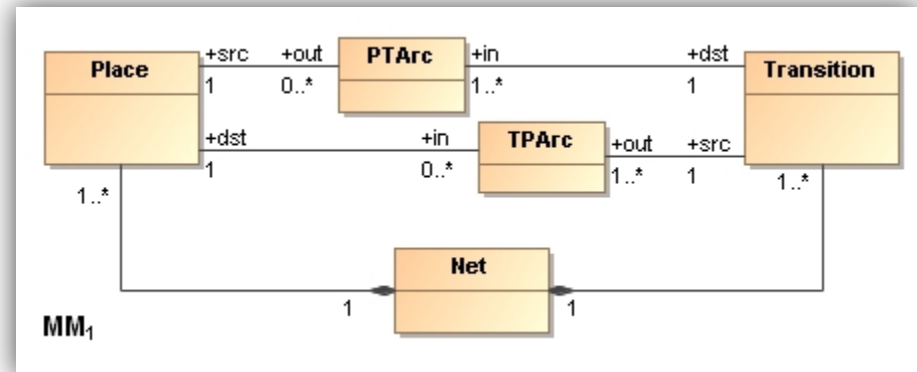 +src +out PTArc +in +dst
Place Transition
1 0..* 1..* 1
+dst +in TPArc +out +src
1 0..* 1..* 1
1..* 1..*
Net
1 1
MM₁